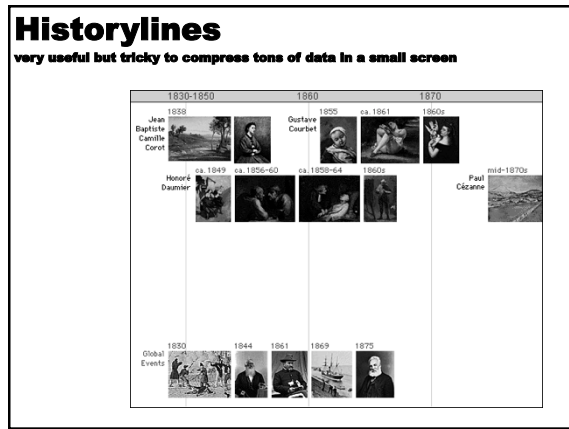 Historylines
very useful but tricky to compress tons of data in a small screen
1830-1850 1860 1870
1838 1855 ca.1861 1860s
Jean
Baptiste
Camille
Corot
Gustave
Courbet
ca. 1849 ca. 1856-60 ca. 1858-64 1860s mid-1870s
Honoré
Daumier
Paul
Cézanne
1830 1844 1861 1869 1875
Global
Events